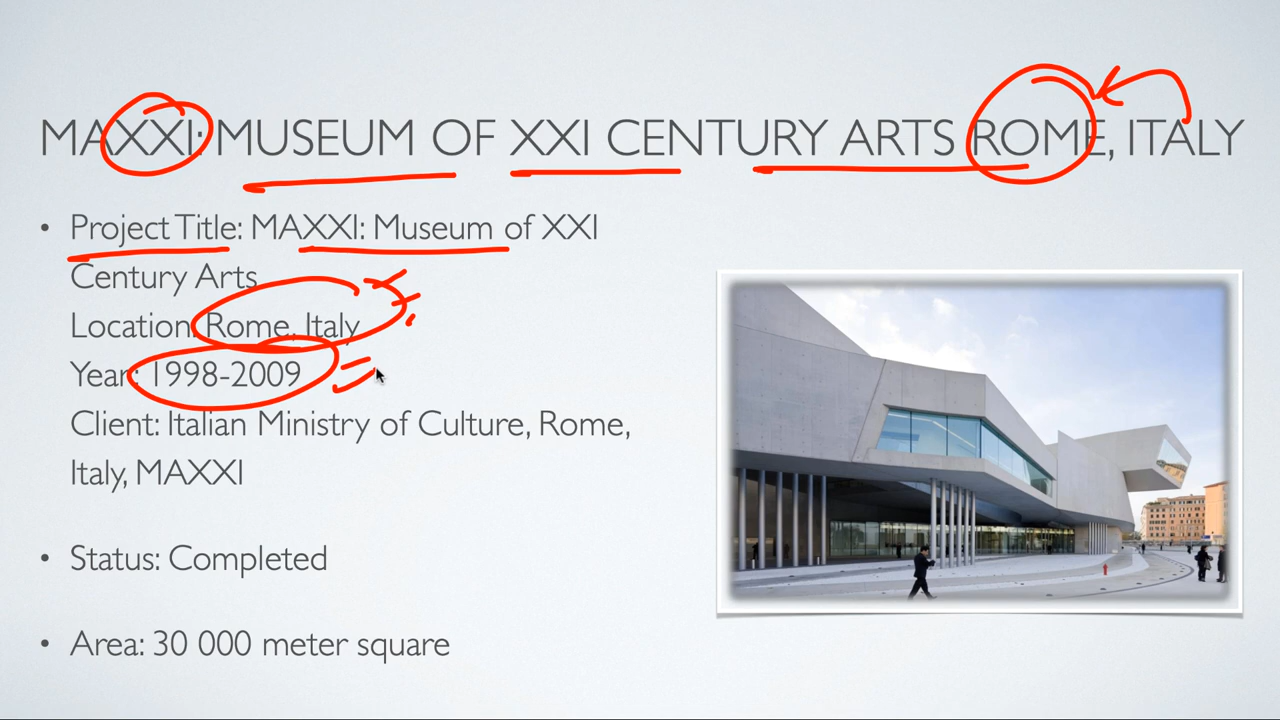 MAXXI: MUSEUM OF XXI CENTURY ARTS ROME, ITALY
• Project Title: MAXXI: Museum of XXI
Century Arts
Location: Rome, Italy
Year: 1998-2009
Client: Italian Ministry of Culture, Rome,
Italy, MAXXI
• Status: Completed
• Area: 30 000 meter square